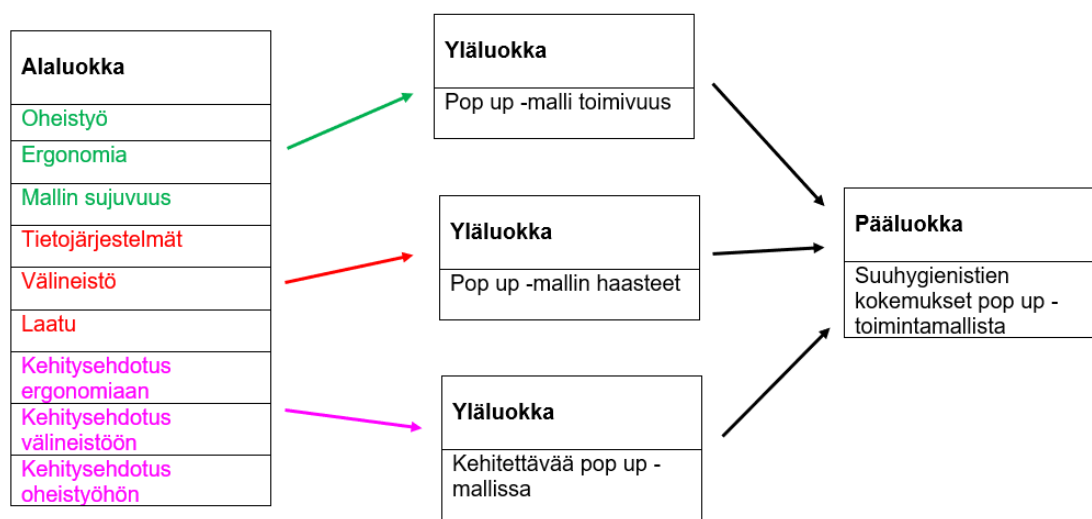 Alaluokka
Oheistyö
Ergonomia
Mallin sujuvuus
Tietojärjestelmät
Välineistö
Laatu
Kehitysehdotus
ergonomiaan
Kehitysehdotus
välineistöön
Kehitysehdotus
oheistyöhön
Yläluokka
Pop up -malli toimivuus
Yläluokka
Pop up -mallin haasteet
Yläluokka
Kehitettävää pop up -
mallissa
Pääluokka
Suuhygienistien
kokemukset pop up -
toimintamallista